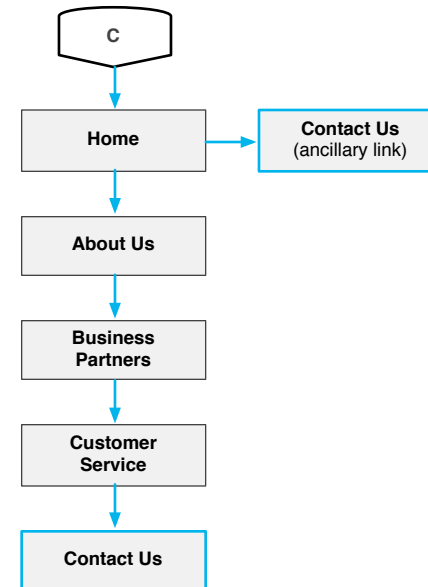 C
Home
Contact Us
(ancillary link)
About Us
Business
Partners
Customer
Service
Contact Us